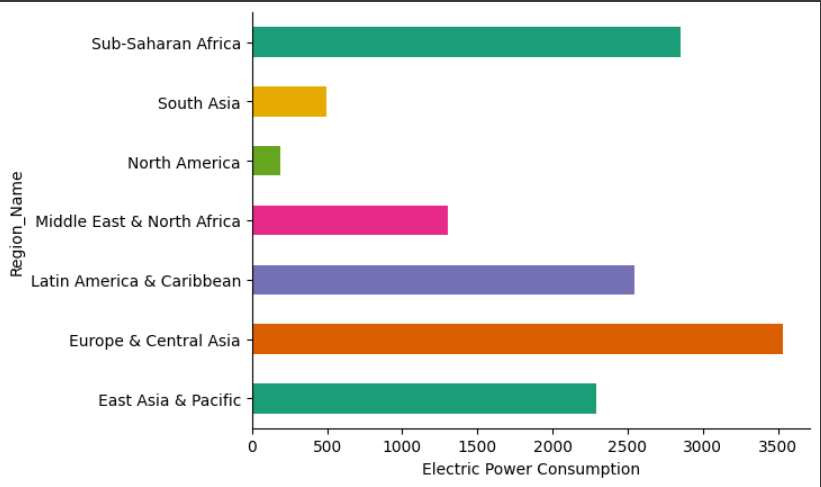 Region_Name
Sub-Saharan Africa
South Asia
North America
Middle East & North Africa
Latin America & Caribbean
Europe & Central Asia
East Asia & Pacific
0 500 1000 1500 2000 2500 3000 3500
Electric Power Consumption